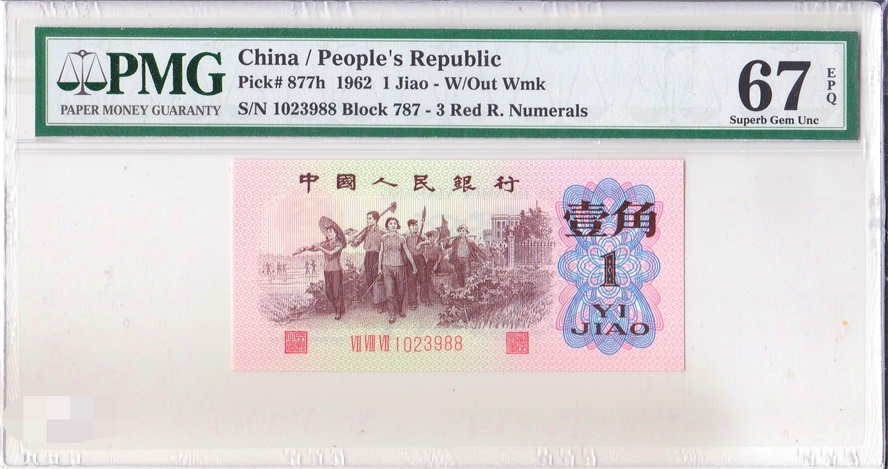 PMG
PAPER MONEY GUARANTY
China / People's Republic
Pick# 877h 1962 1 Jiao - W/Out Wmk
S/N 1023988 Block 787 - 3 Red R. Numerals
67
EPQ
Superb Gem Unc
中國人民銀行
壹角
1
YI
JIAO
VII VIII VII 1023988